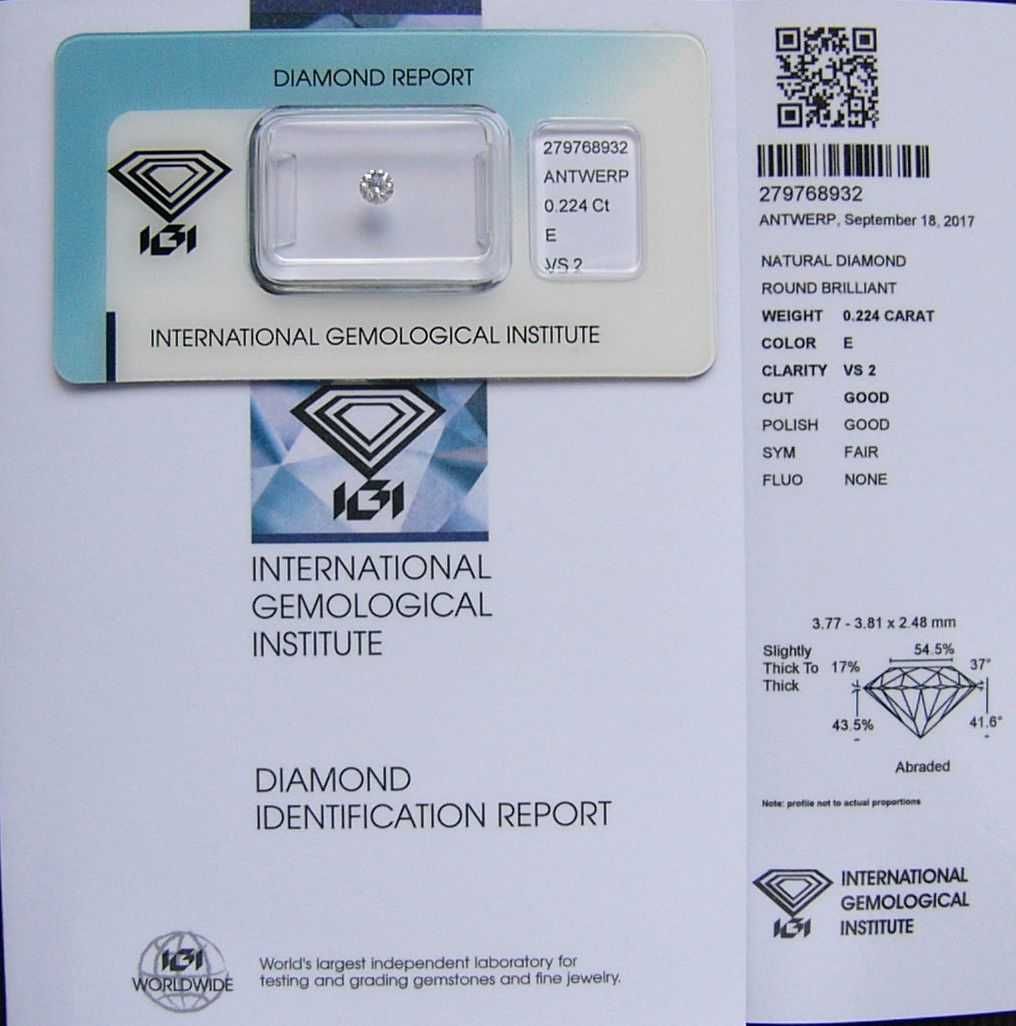 DIAMOND REPORT
IGI
279768932
ANTWERP
0.224 Ct
E
VS 2
INTERNATIONAL GEMOLOGICAL INSTITUTE
IGI
INTERNATIONAL
GEMOLOGICAL
INSTITUTE
DIAMOND
IDENTIFICATION REPORT
IGI
WORLDWIDE
World's largest independent laboratory for
testing and grading gemstones and fine jewelry.
279768932
ANTWERP, September 18, 2017
NATURAL DIAMOND
ROUND BRILLIANT
WEIGHT 0.224 CARAT
COLOR E
CLARITY VS 2
CUT GOOD
POLISH GOOD
SYM FAIR
FLUO NONE
3.77 - 3.81 x 2.48 mm
Slightly
Thick To
Thick
54.5%
17%
37°
43.5%
41.6°
Abraded
Note: profile not to actual proportions
IGI
INTERNATIONAL
GEMOLOGICAL
INSTITUTE